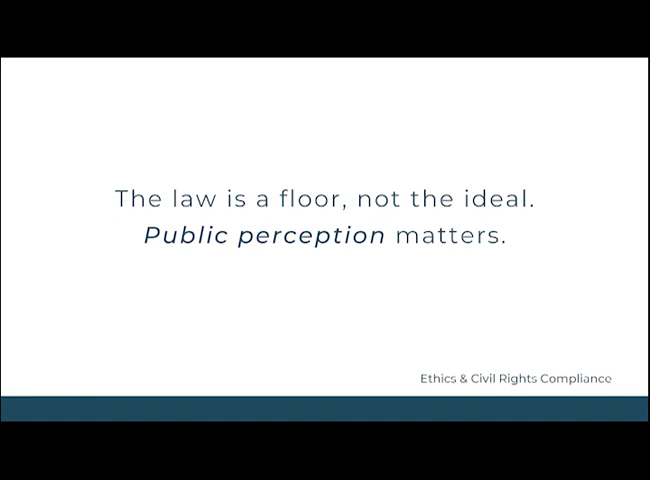 The law is a floor, not the ideal.
Public perception matters.
Ethics & Civil Rights Compliance